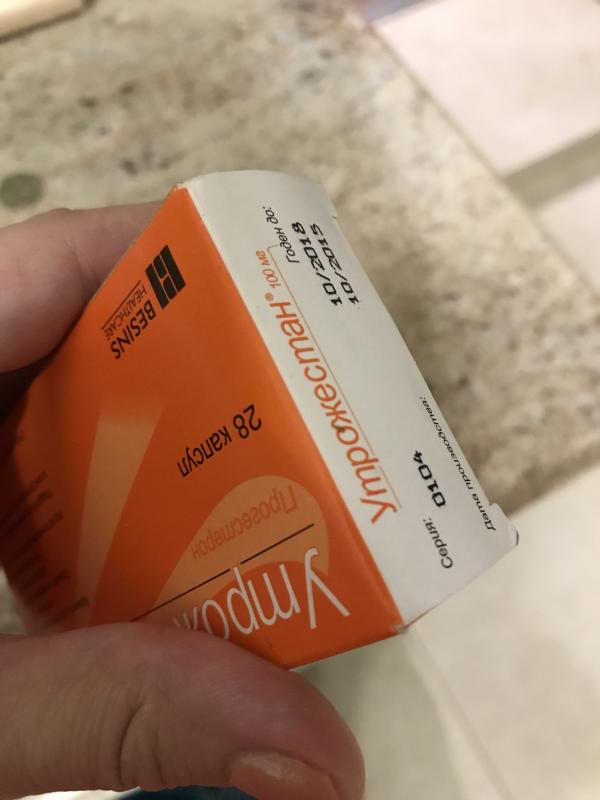 Утрожестан® 100 мг
Годен до:
10/2018
10/2015
Серия: 0104
Дата производства:
BESINS
HEALTHCARE
28 капсул
Прогестерон
Утрож